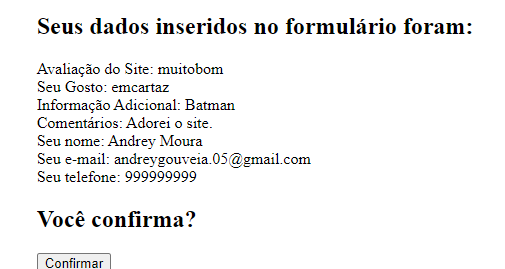 Seus dados inseridos no formulário foram:
Avaliação do Site: muitobom
Seu Gosto: emcartaz
Informação Adicional: Batman
Comentários: Adorei o site.
Seu nome: Andrey Moura
Seu e-mail: andreygouveia.05@gmail.com
Seu telefone: 999999999
Você confirma?
Confirmar